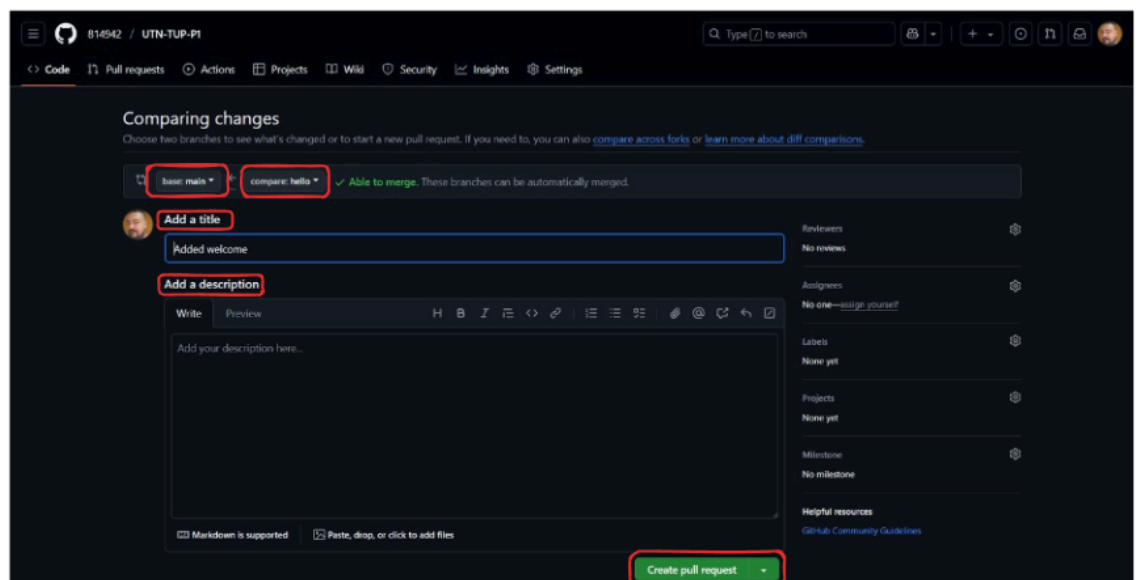 814942 / UTN-TUP-P1
Type / to search
Code Pull requests Actions Projects Wiki Security Insights Settings
Comparing changes
Choose two branches to see what's changed or to start a new pull request. If you need to, you can also compare across forks or learn more about diff comparisons.
base: main compare: hello Able to merge. These branches can be automatically merged.
Add a title
Added welcome
Add a description
Write Preview
Add your description here...
Markdown is supported Paste, drop, or click to add files
Create pull request
Reviewers
No reviews
Assignees
No one—assign yourself
Labels
None yet
Projects
None yet
Milestone
No milestone
Helpful resources
GitHub Community Guidelines